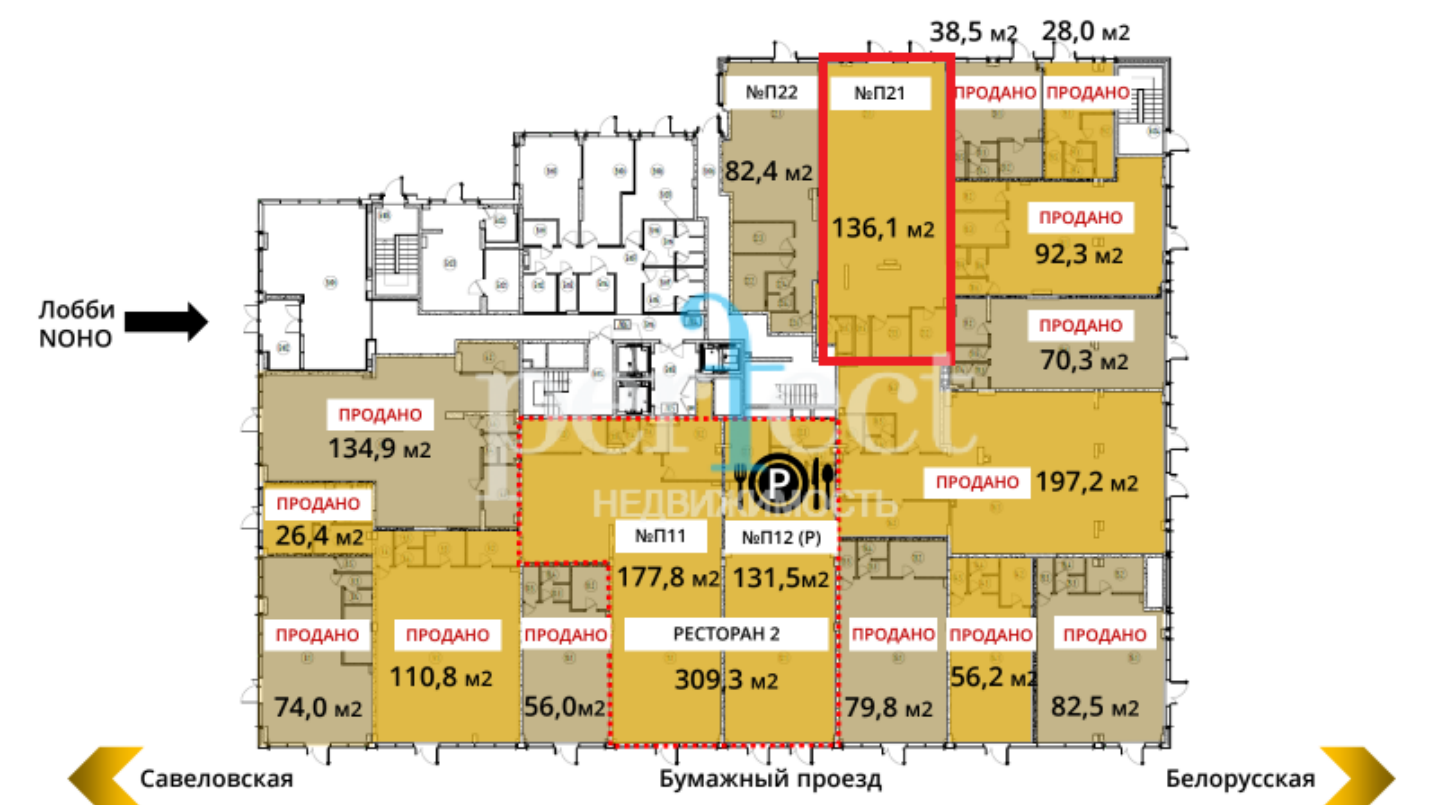 38,5 м2
28,0 м2
№П22
№П21
ПРОДАНО
ПРОДАНО
82,4 м2
136,1 м2
ПРОДАНО
92,3 м2
Лобби
NOHO
ПРОДАНО
70,3 м2
perfect
НЕДВИЖИМОСТЬ
ПРОДАНО
134,9 м2
P
ПРОДАНО
197,2 м2
ПРОДАНО
26,4 м2
№П11
№П12 (Р)
177,8 м2
131,5м2
ПРОДАНО
ПРОДАНО
ПРОДАНО
РЕСТОРАН 2
ПРОДАНО
ПРОДАНО
ПРОДАНО
74,0 м2
110,8 м2
56,0м2
309,3 м2
79,8 м2
56,2 м2
82,5 м2
Савеловская
Бумажный проезд
Белорусская